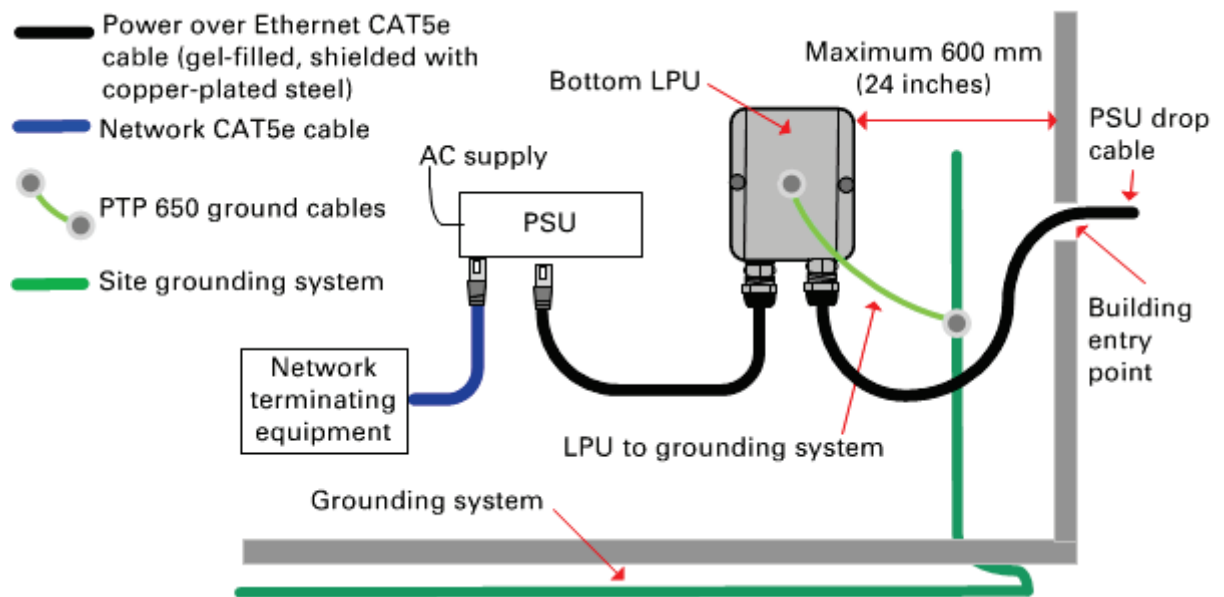 Power over Ethernet CAT5e
cable (gel-filled, shielded with
copper-plated steel)
Network CAT5e cable
PTP 650 ground cables
Site grounding system
AC supply
PSU
Network
terminating
equipment
Bottom LPU
Maximum 600 mm
(24 inches)
PSU drop
cable
Building
entry
point
LPU to grounding system
Grounding system